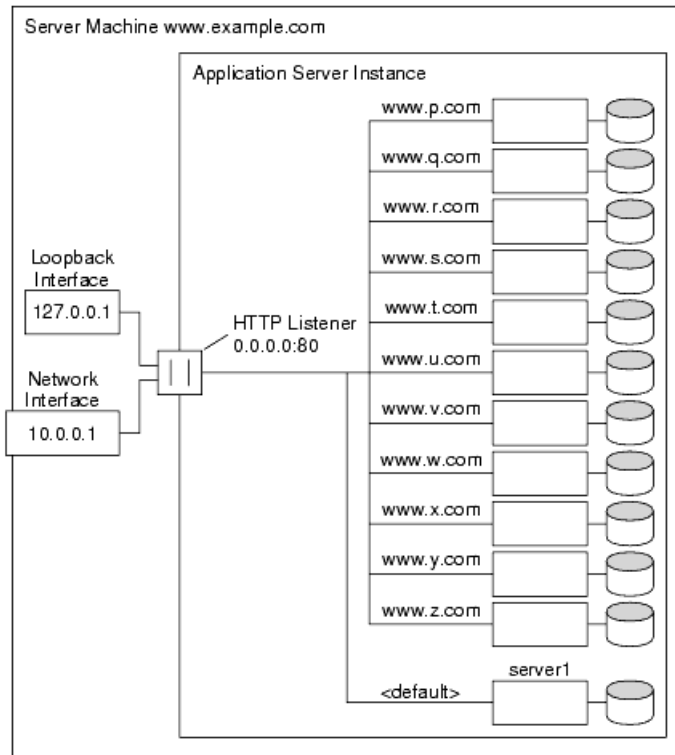 Server Machine www.example.com
Application Server Instance
www.p.com
www.q.com
www.r.com
www.s.com
www.t.com
www.u.com
www.v.com
www.w.com
www.x.com
www.y.com
www.z.com
Loopback
Interface
127.0.0.1
HTTP Listener
0.0.0.0:80
Network
Interface
10.0.0.1
server1
<default>